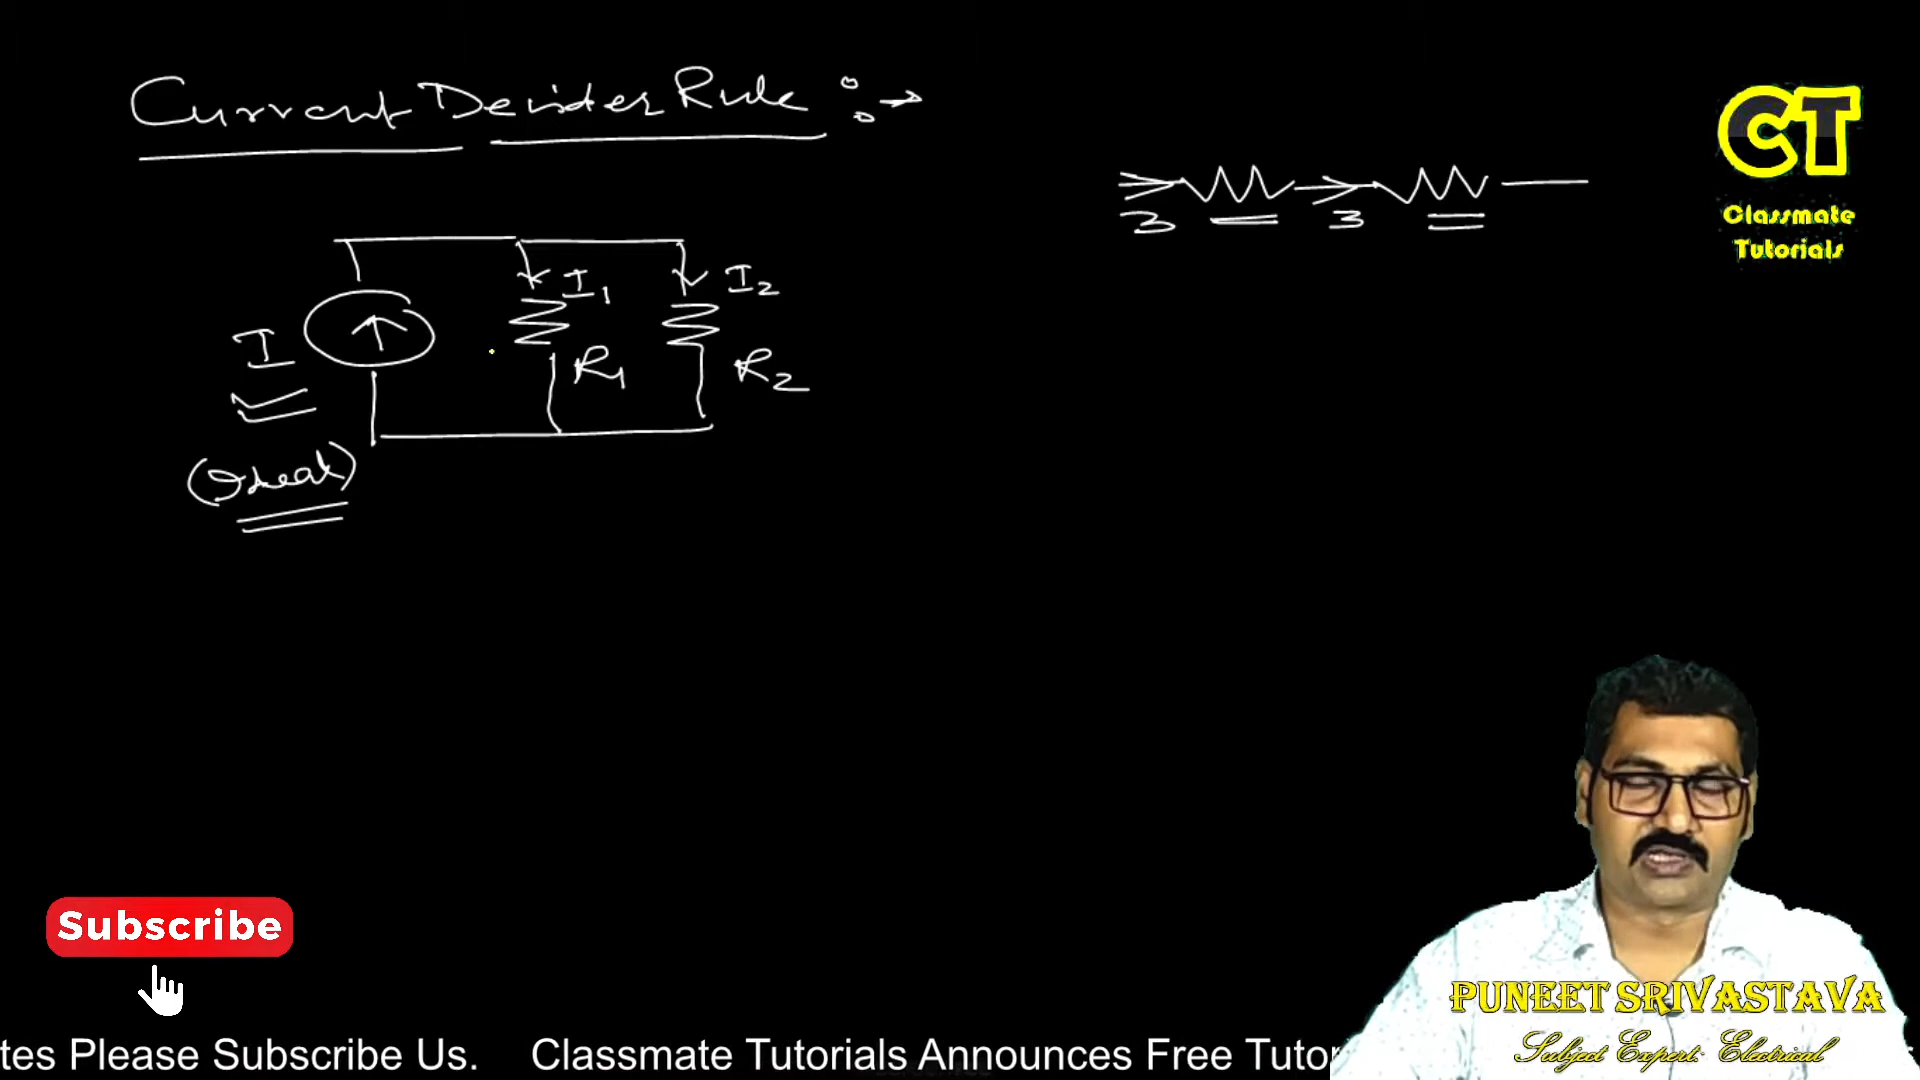 Current Devider Rule :→
3 3
CT
Classmate
Tutorials
I1 I2
I
R1 R2
(Ideal)
Subscribe
PUNEET SRIVASTAVA
Subject Expert: Electrical
tes Please Subscribe Us. Classmate Tutorials Announces Free Tutor